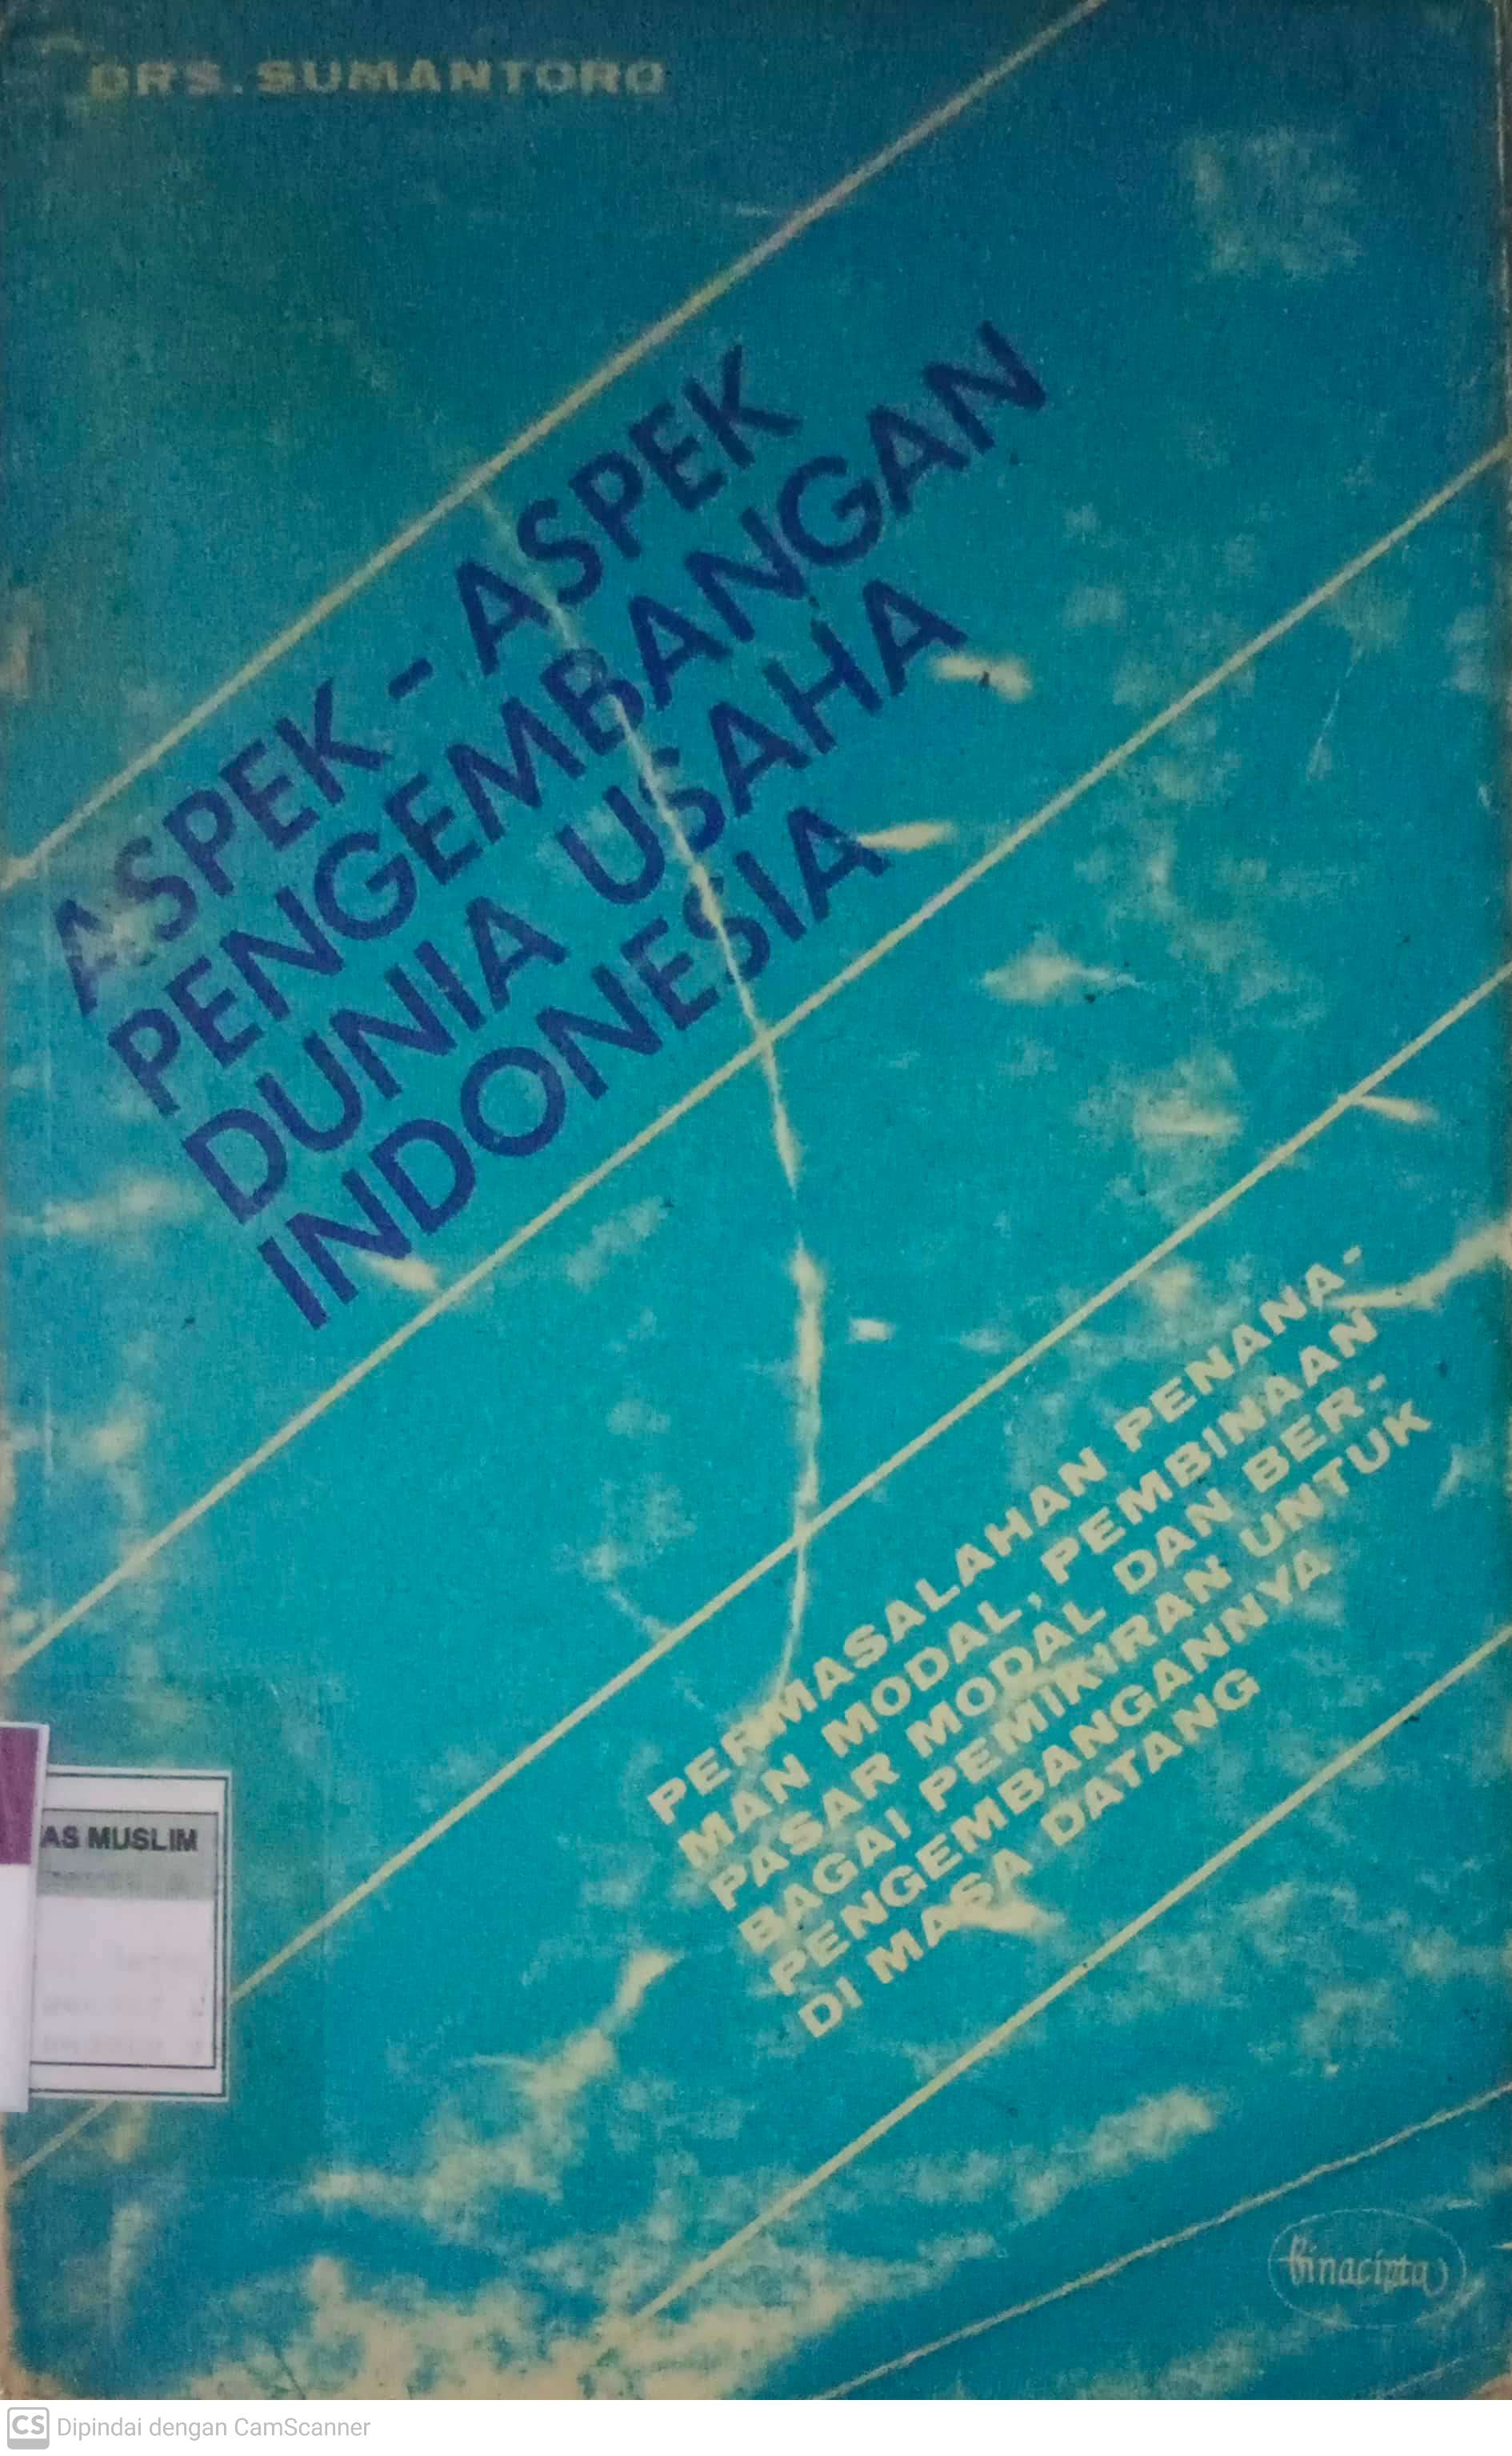 DRS. SUMANTORO
ASPEK - ASPEK
PENGEMBANGAN
DUNIA USAHA
INDONESIA
PERMASALAHAN PENANA-
MAN MODAL, PEMBINAAN
PASAR MODAL DAN BER-
BAGAI PEMIKIRAN UNTUK
PENGEMBANGANNYA
DI MASA DATANG
AS MUSLIM
binacipta
CS Dipindai dengan CamScanner